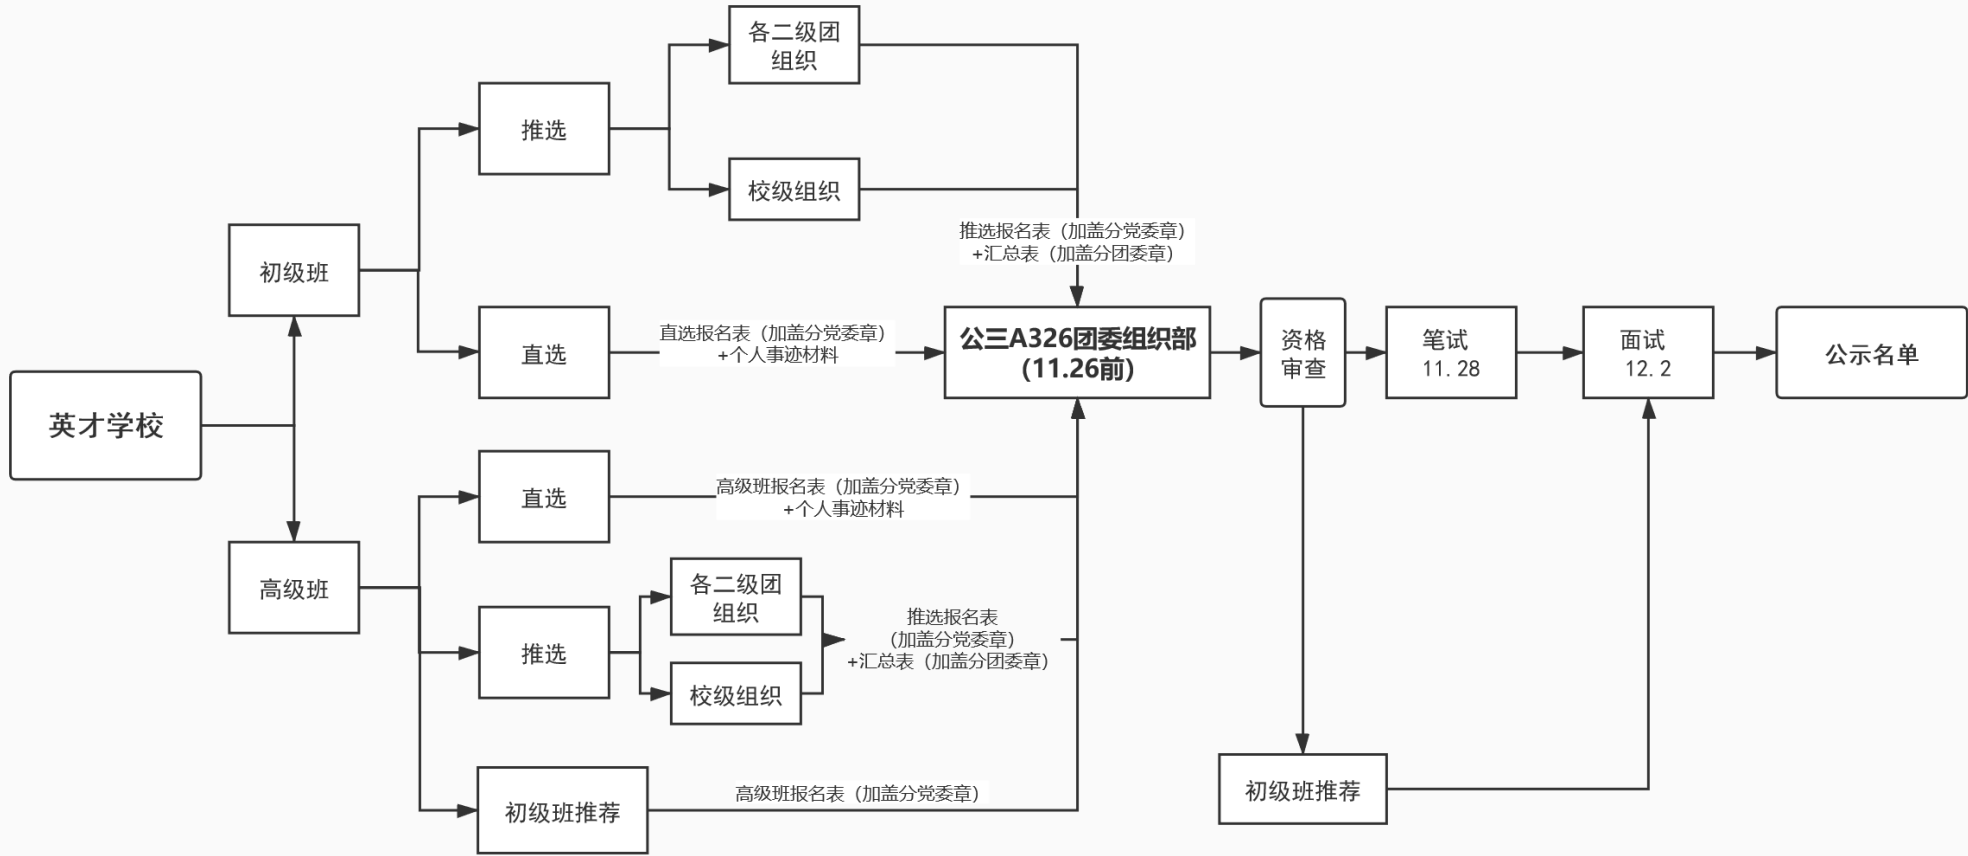 各二级团
组织
推选
校级组织
推选报名表（加盖分党委章）
+汇总表（加盖分团委章）
初级班
直选报名表（加盖分党委章）
+个人事迹材料
直选
公三A326团委组织部
（11.26前）
资格
审查
笔试
11.28
面试
12.2
公示名单
英才学校
直选
高级班报名表（加盖分党委章）
+个人事迹材料
高级班
各二级团
组织
推选
推选报名表
（加盖分党委章）
+汇总表（加盖分团委章）
校级组织
初级班推荐
高级班报名表（加盖分党委章）
初级班推荐